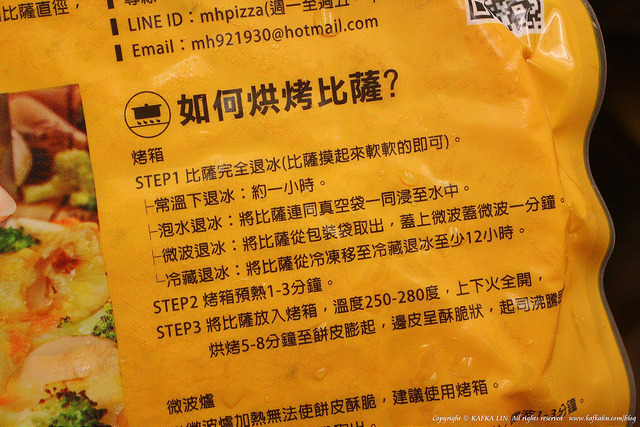 比薩直徑，
LINE ID：mhpizza(週一至週五
Email：mh921930@hotmail.com
如何烘烤比薩?
烤箱
STEP1 比薩完全退冰(比薩摸起來軟軟的即可)。
├常溫下退冰：約一小時。
├泡水退冰：將比薩連同真空袋一同浸至水中。
├微波退冰：將比薩從包裝袋取出，蓋上微波蓋微波一分鐘。
└冷藏退冰：將比薩從冷凍移至冷藏退冰至少12小時。
STEP2 烤箱預熱1-3分鐘。
STEP3 將比薩放入烤箱，溫度250-280度，上下火全開，
烘烤5-8分鐘至餅皮膨起，邊皮呈酥脆狀，起司沸騰
微波爐
微波爐加熱無法使餅皮酥脆，建議使用烤箱。
1-3分鐘。
Copyright © KAFKA LIN. All rights reserved www.kafkalin.com/blog